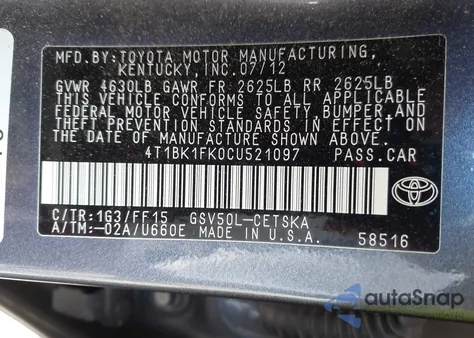 MFD.BY:TOYOTA MOTOR MANUFACTURING,
KENTUCKY,INC.07/12
GVWR 4630LB GAWR FR 2625LB RR 2625LB
THIS VEHICLE CONFORMS TO ALL APPLICABLE
FEDERAL MOTOR VEHICLE SAFETY, BUMPER,AND
THEFT PREVENTION STANDARDS IN EFFECT ON
THE DATE OF MANUFACTURE SHOWN ABOVE.
4T1BK1FK0CU521097 PASS.CAR
C/TR:1G3/FF15 GSV50L-CETSKA
A/TM:-02A/U660E MADE IN U.S.A. 58516
TOYOTA
autoSnap